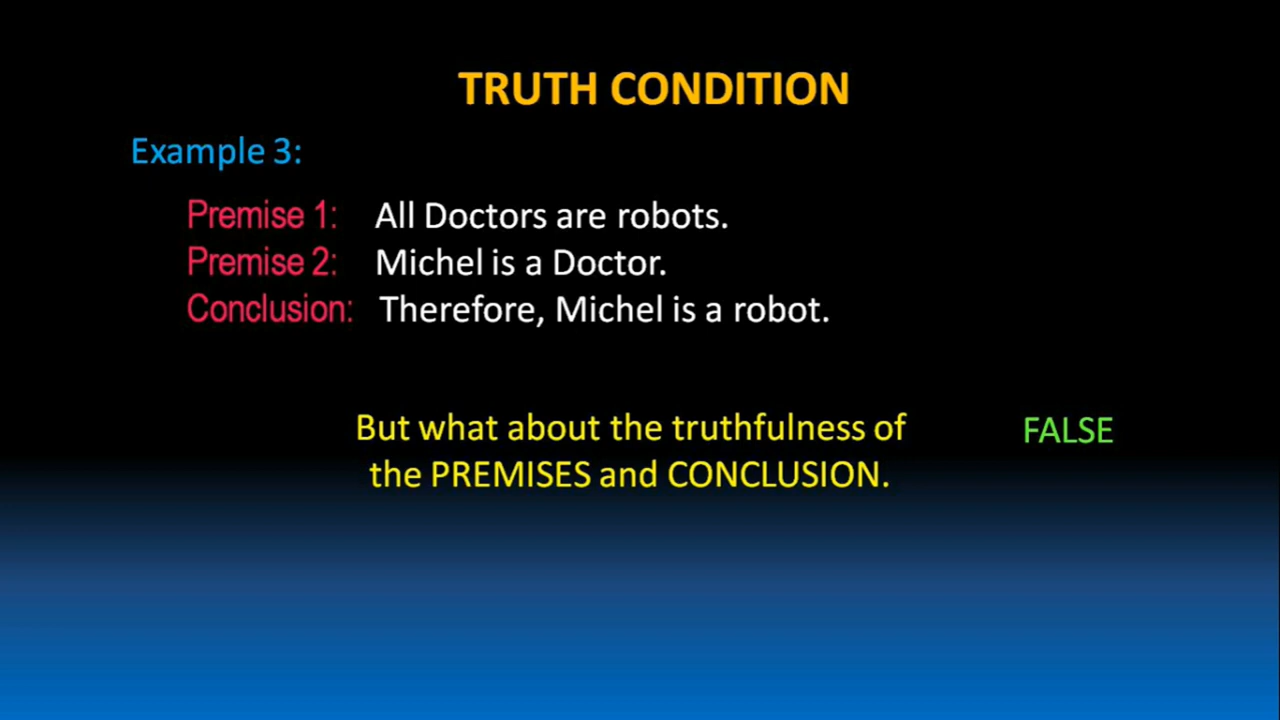 TRUTH CONDITION
Example 3:
Premise 1: All Doctors are robots.
Premise 2: Michel is a Doctor.
Conclusion: Therefore, Michel is a robot.
But what about the truthfulness of FALSE
the PREMISES and CONCLUSION.